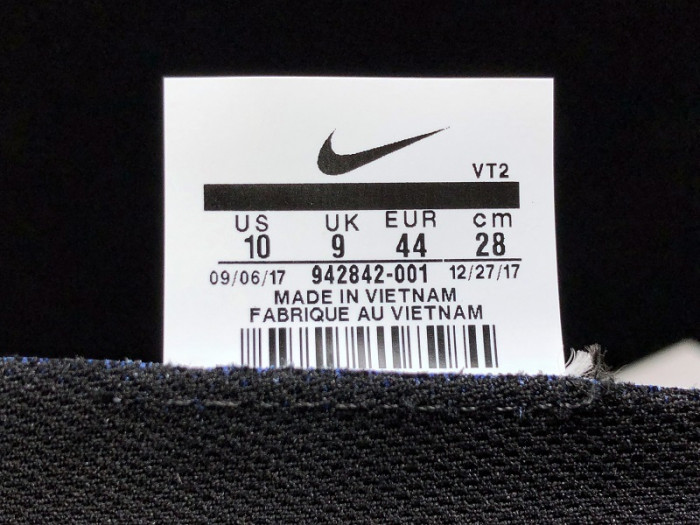 VT2
US UK EUR cm
10 9 44 28
09/06/17 942842-001 12/27/17
MADE IN VIETNAM
FABRIQUE AU VIETNAM